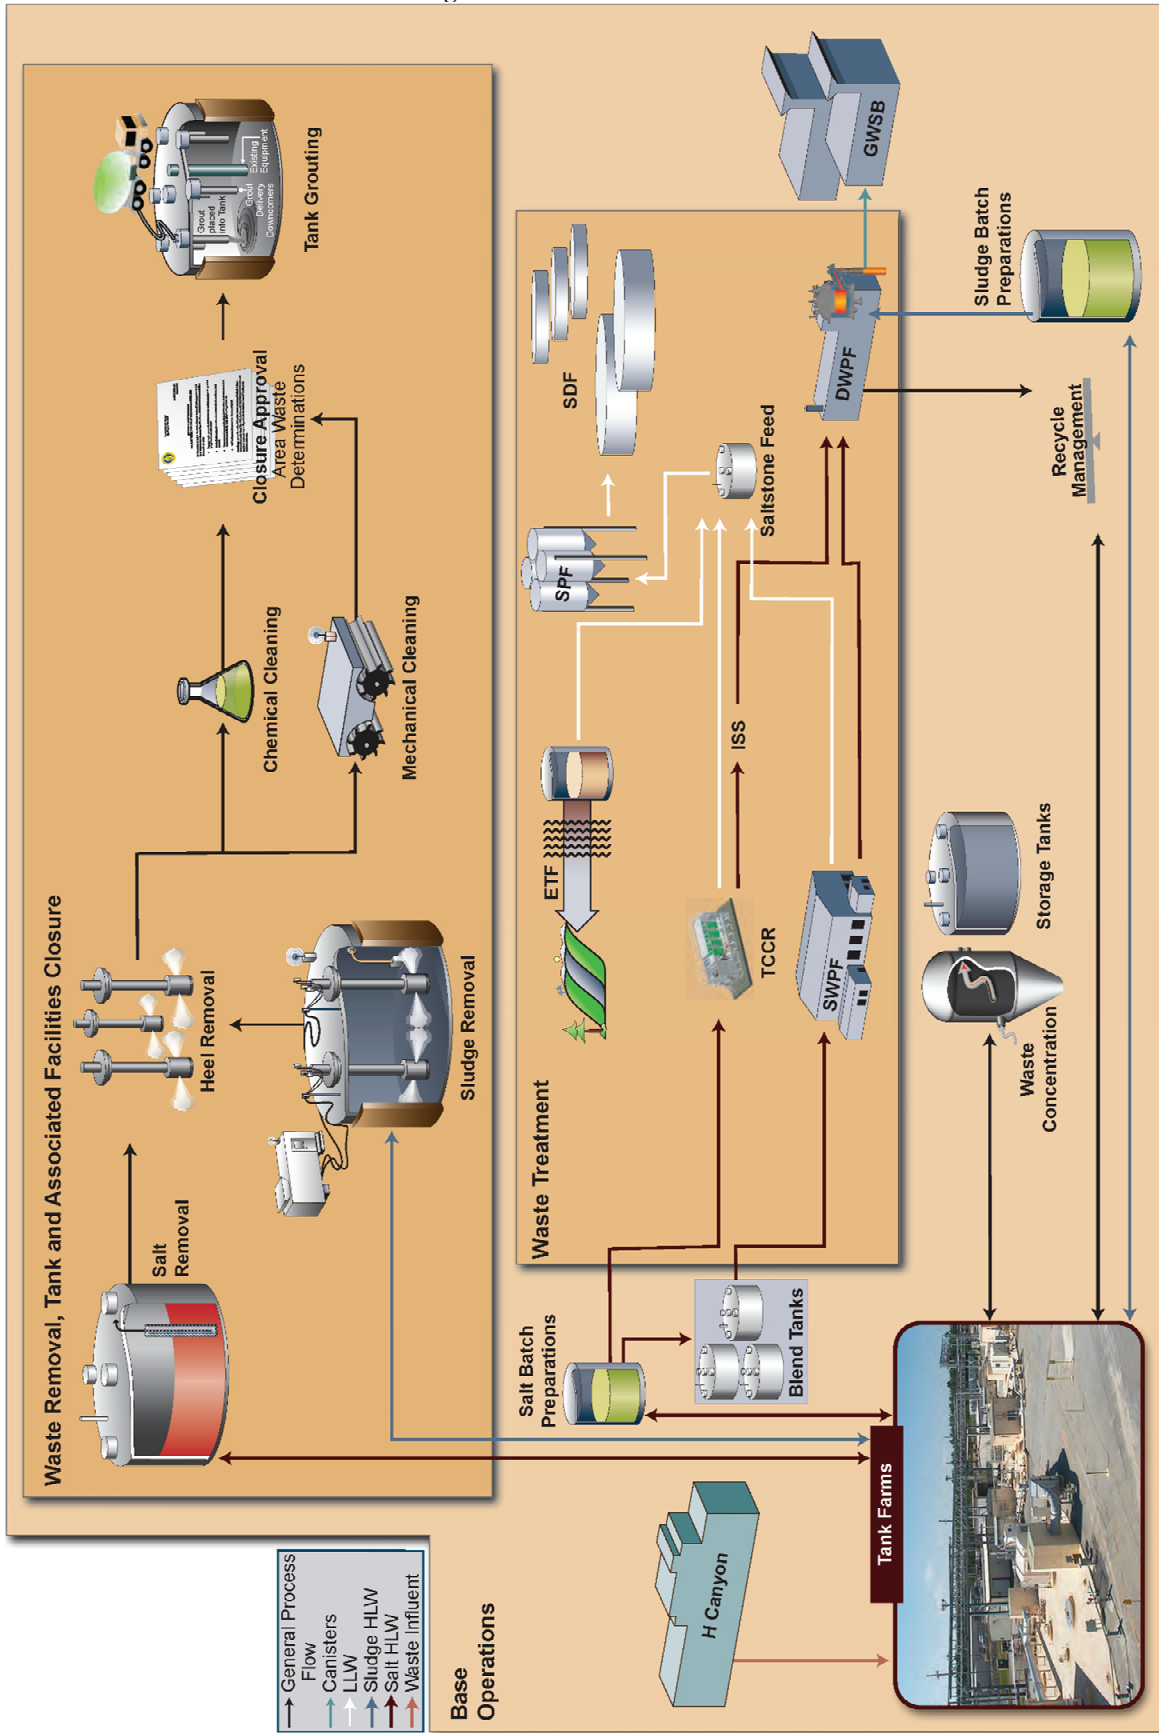 Waste Removal, Tank and Associated Facilities Closure
Salt
Removal
Heel Removal
Sludge Removal
Chemical Cleaning
Mechanical Cleaning
Closure Approval
Area Waste
Determinations
Tank Grouting
Grout
placed
into Tank
Grout
Delivery
Downcomers
Existing
Equipment
General Process
Flow
Canisters
LLW
Sludge HLW
Salt HLW
Waste Influent
Base
Operations
H Canyon
Tank Farms
Salt Batch
Preparations
Blend Tanks
Waste Treatment
ETF
TCCR
SWPF
ISS
SPF
SDF
Saltstone Feed
DWPF
GWSB
Waste
Concentration
Storage Tanks
Recycle
Management
Sludge Batch
Preparations